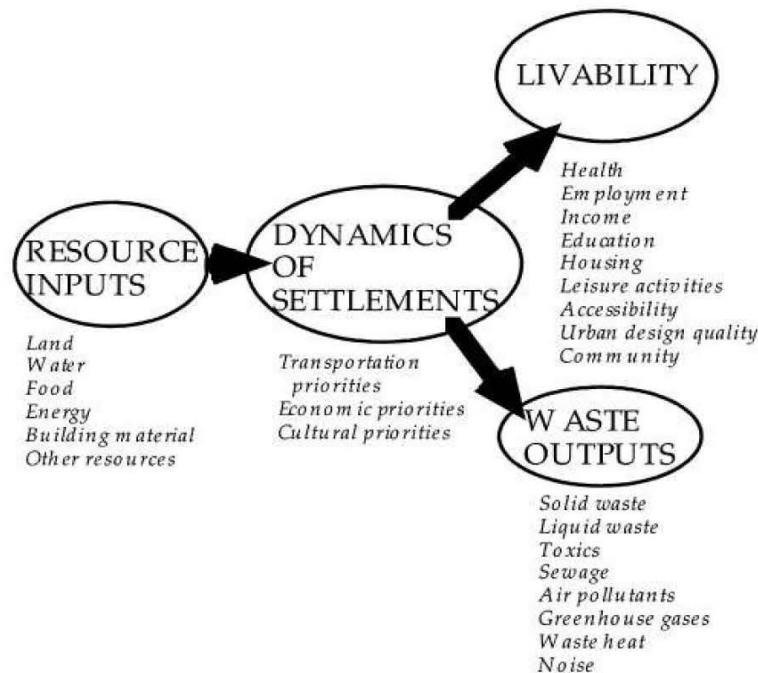 LIVABILITY
Health
Employment
Income
Education
Housing
Leisure activities
Accessibility
Urban design quality
Community
RESOURCE
INPUTS
Land
Water
Food
Energy
Building material
Other resources
DYNAMICS
OF
SETTLEMENTS
Transportation
priorities
Economic priorities
Cultural priorities
WASTE
OUTPUTS
Solid waste
Liquid waste
Toxics
Sewage
Air pollutants
Greenhouse gases
Waste heat
Noise